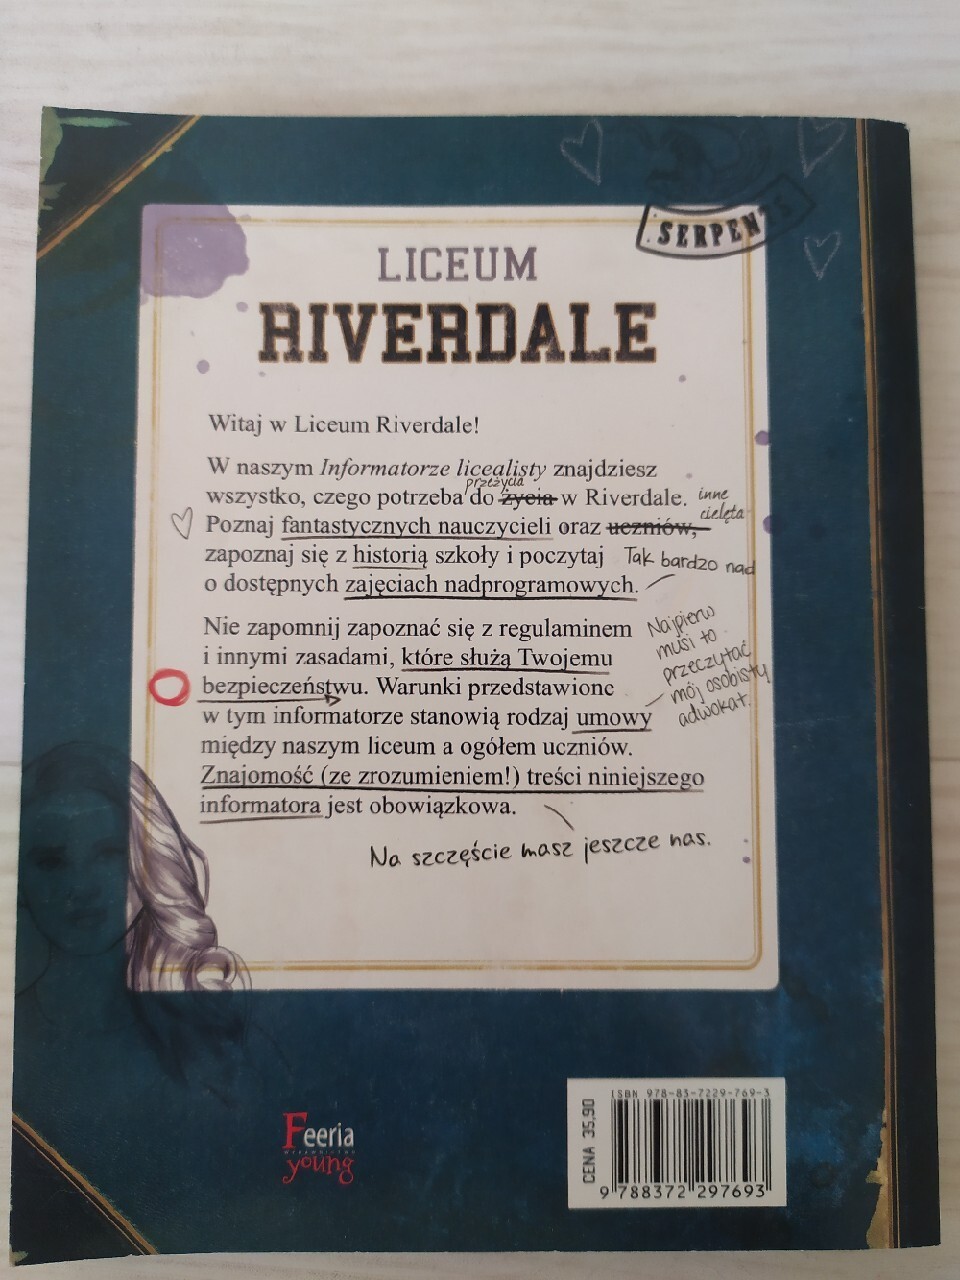 SERPENTS
LICEUM
RIVERDALE
Witaj w Liceum Riverdale!
W naszym Informatorze licealisty znajdziesz
przeżycia
wszystko, czego potrzeba do życia w Riverdale.
inne
cielęta
Poznaj fantastycznych nauczycieli oraz uczniów,
zapoznaj się z historią szkoły i poczytaj
Tak bardzo nad
o dostępnych zajęciach nadprogramowych.
Nie zapomnij zapoznać się z regulaminem
i innymi zasadami, które służą Twojemu
bezpieczeństwu. Warunki przedstawione
w tym informatorze stanowią rodzaj umowy
między naszym liceum a ogółem uczniów.
Znajomość (ze zrozumieniem!) treści niniejszego
informatora jest obowiązkowa.
Najpierw
musi to
przeczytać
mój osobisty
adwokat.
Na szczęście masz jeszcze nas.
Feeria
young
ISBN 978-83-7229-769-3
CENA 35,90
9 788372 297693